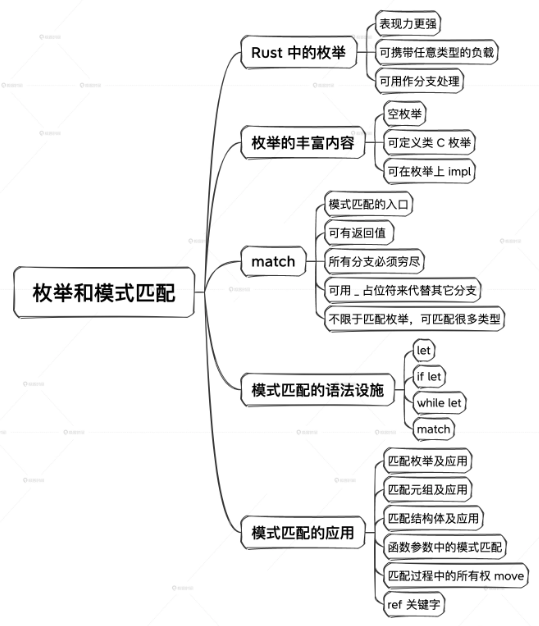 枚举和模式匹配
Rust 中的枚举
表现力更强
可携带任意类型的负载
可用作分支处理
枚举的丰富内容
空枚举
可定义类 C 枚举
可在枚举上 impl
match
模式匹配的入口
可有返回值
所有分支必须穷尽
可用 _ 占位符来代替其它分支
不限于匹配枚举，可匹配很多类型
模式匹配的语法设施
let
if let
while let
match
模式匹配的应用
匹配枚举及应用
匹配元组及应用
匹配结构体及应用
函数参数中的模式匹配
匹配过程中的所有权 move
ref 关键字